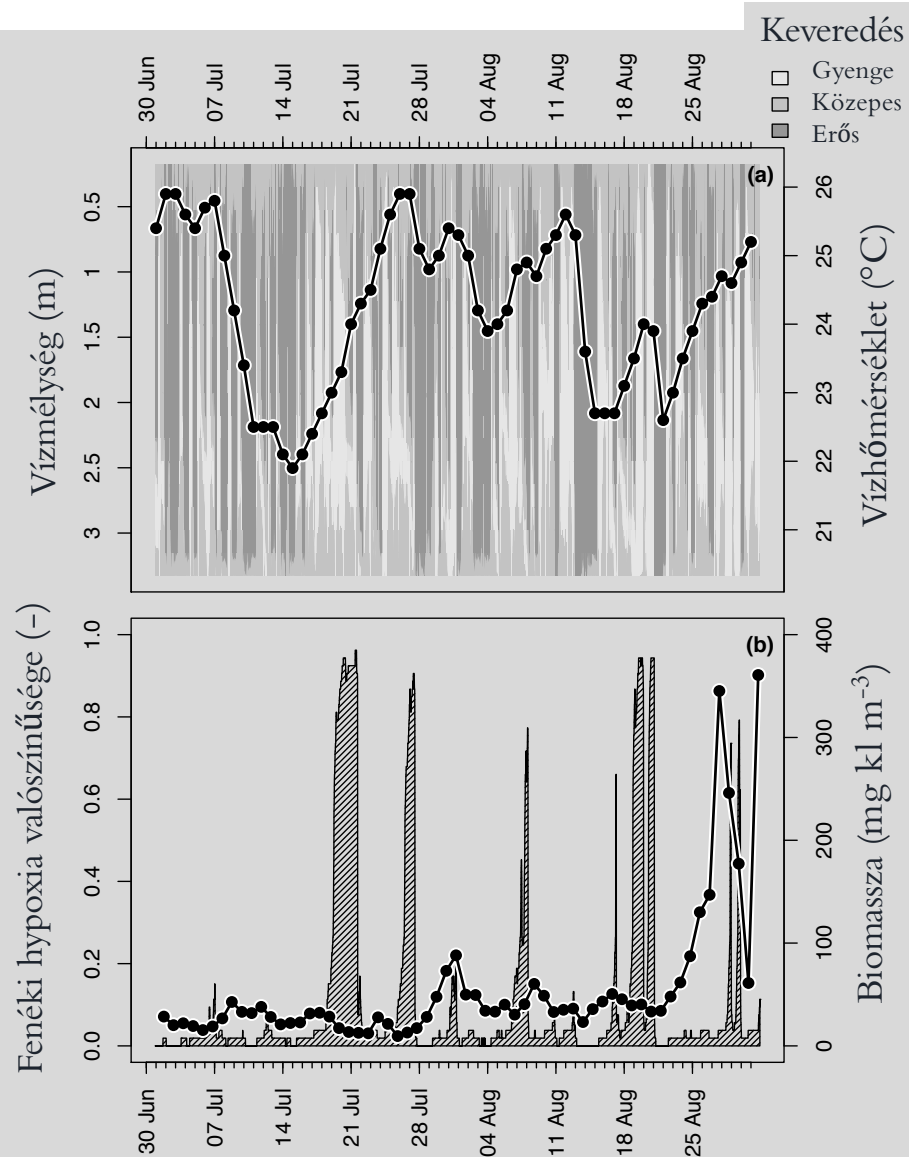 Keveredés
Gyenge
Közepes
Erős
30 Jun
07 Jul
14 Jul
21 Jul
28 Jul
04 Aug
11 Aug
18 Aug
25 Aug
(a)
Vízmélység (m)
0.5
1
1.5
2
2.5
3
26
25
24
23
22
21
Vízhőmérséklet (°C)
(b)
Fenéki hypoxia valószínűsége (–)
1.0
0.8
0.6
0.4
0.2
0.0
400
300
200
100
0
Biomassza (mg kl m⁻³)
30 Jun
07 Jul
14 Jul
21 Jul
28 Jul
04 Aug
11 Aug
18 Aug
25 Aug